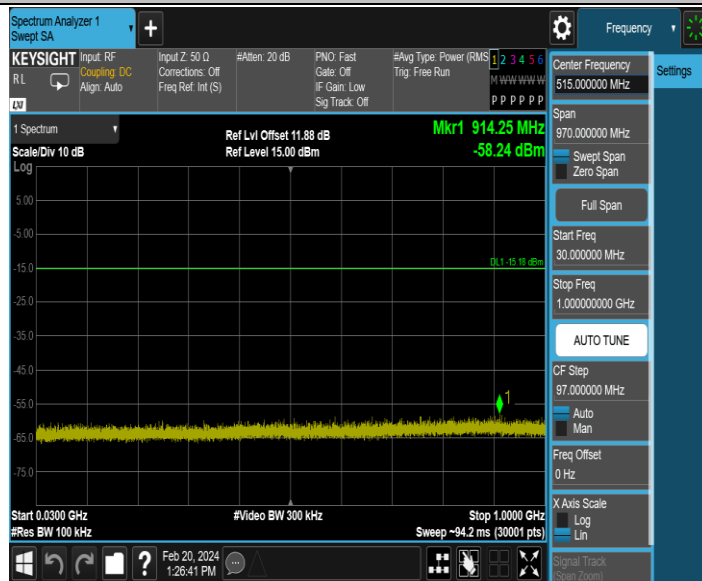 Spectrum Analyzer 1
Swept SA
+
Frequency
KEYSIGHT
RL
LXI
Input: RF
Coupling: DC
Align: Auto
Input Z: 50 Ω
Corrections: Off
Freq Ref: Int (S)
#Atten: 20 dB
PNO: Fast
Gate: Off
IF Gain: Low
Sig Track: Off
#Avg Type: Power (RMS
Trig: Free Run
1 2 3 4 5 6
M W W W W W
P P P P P P
1 Spectrum
Scale/Div 10 dB
Log
Ref Lvl Offset 11.88 dB
Ref Level 15.00 dBm
Mkr1 914.25 MHz
-58.24 dBm
5.00
-5.00
-15.0
DL1 -15.18 dBm
-25.0
-35.0
-45.0
-55.0
1
-65.0
-75.0
Start 0.0300 GHz
#Res BW 100 kHz
#Video BW 300 kHz
Stop 1.0000 GHz
Sweep ~94.2 ms (30001 pts)
?
Feb 20, 2024
1:26:41 PM
Center Frequency
515.000000 MHz
Span
970.000000 MHz
Swept Span
Zero Span
Full Span
Start Freq
30.000000 MHz
Stop Freq
1.000000000 GHz
AUTO TUNE
CF Step
97.000000 MHz
Auto
Man
Freq Offset
0 Hz
X Axis Scale
Log
Lin
Signal Track
(Span Zoom)
Settings